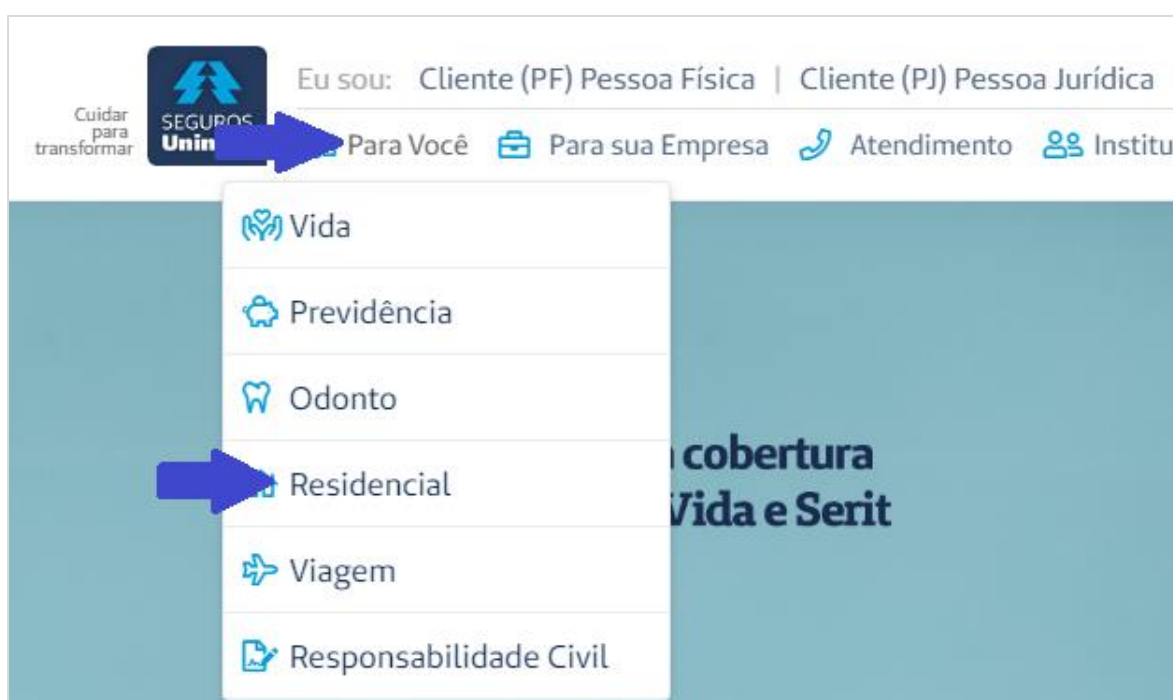 Eu sou: Cliente (PF) Pessoa Física | Cliente (PJ) Pessoa Jurídica
Cuidar
para
transformar
SEGUROS
Para Você Para sua Empresa Atendimento
Vida
Previdência
Odonto
Residencial
Viagem
Responsabilidade Civil
cobertura
Vida e Serit